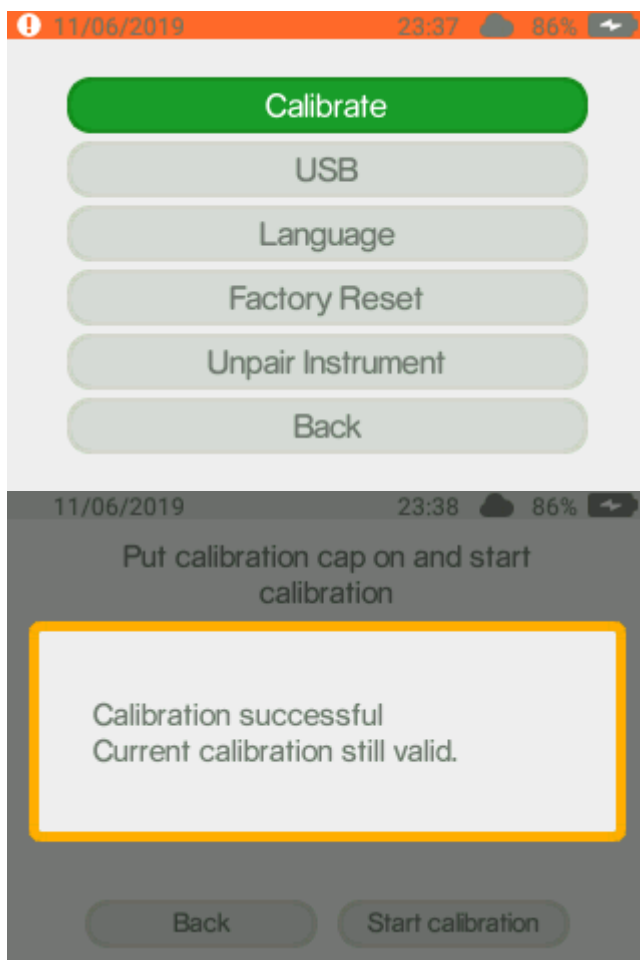 ! 11/06/2019 23:37 86%
Calibrate
USB
Language
Factory Reset
Unpair Instrument
Back
11/06/2019 23:38 86%
Put calibration cap on and start
calibration
Calibration successful
Current calibration still valid.
Back Start calibration